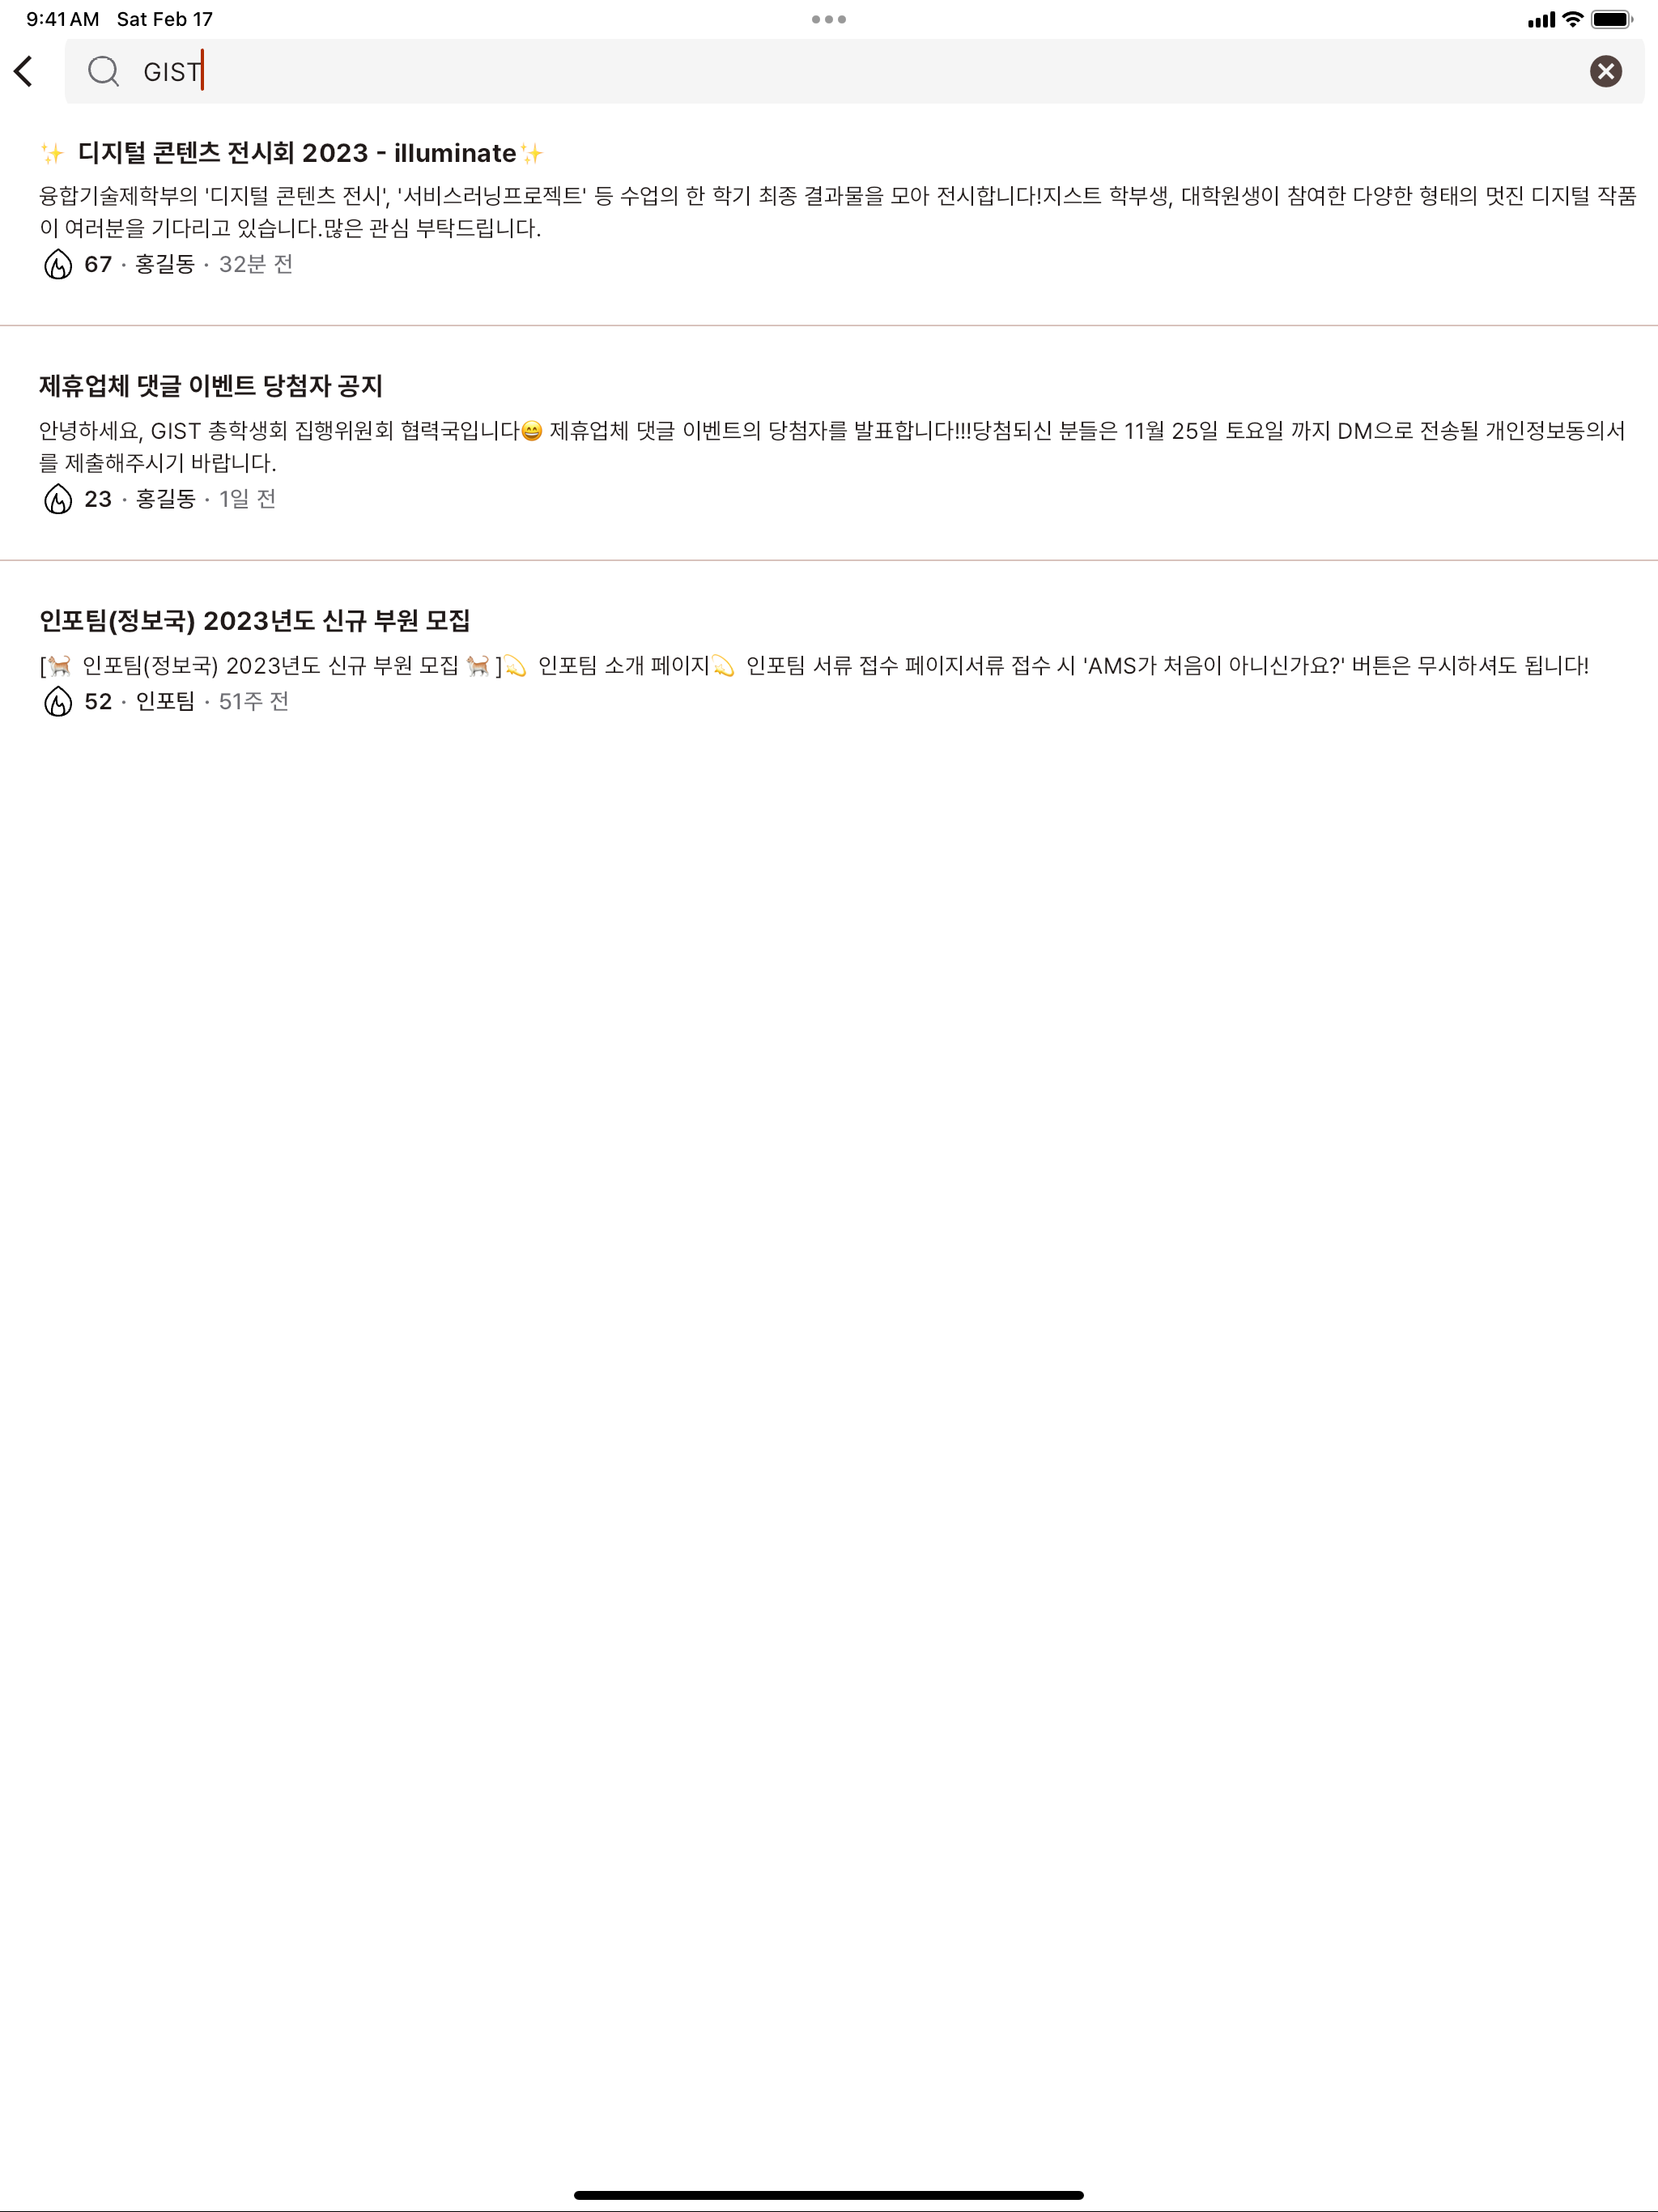 9:41 AM Sat Feb 17
GIST
✨ 디지털 콘텐츠 전시회 2023 - illuminate✨
융합기술제학부의 '디지털 콘텐츠 전시', '서비스러닝프로젝트' 등 수업의 한 학기 최종 결과물을 모아 전시합니다!지스트 학부생, 대학원생이 참여한 다양한 형태의 멋진 디지털 작품
이 여러분을 기다리고 있습니다.많은 관심 부탁드립니다.
67 · 홍길동 · 32분 전
제휴업체 댓글 이벤트 당첨자 공지
안녕하세요, GIST 총학생회 집행위원회 협력국입니다😄 제휴업체 댓글 이벤트의 당첨자를 발표합니다!!!당첨되신 분들은 11월 25일 토요일 까지 DM으로 전송될 개인정보동의서
를 제출해주시기 바랍니다.
23 · 홍길동 · 1일 전
인포팀(정보국) 2023년도 신규 부원 모집
[🐈 인포팀(정보국) 2023년도 신규 부원 모집 🐈 ]💫 인포팀 소개 페이지💫 인포팀 서류 접수 페이지서류 접수 시 'AMS가 처음이 아니신가요?' 버튼은 무시하셔도 됩니다!
52 · 인포팀 · 51주 전